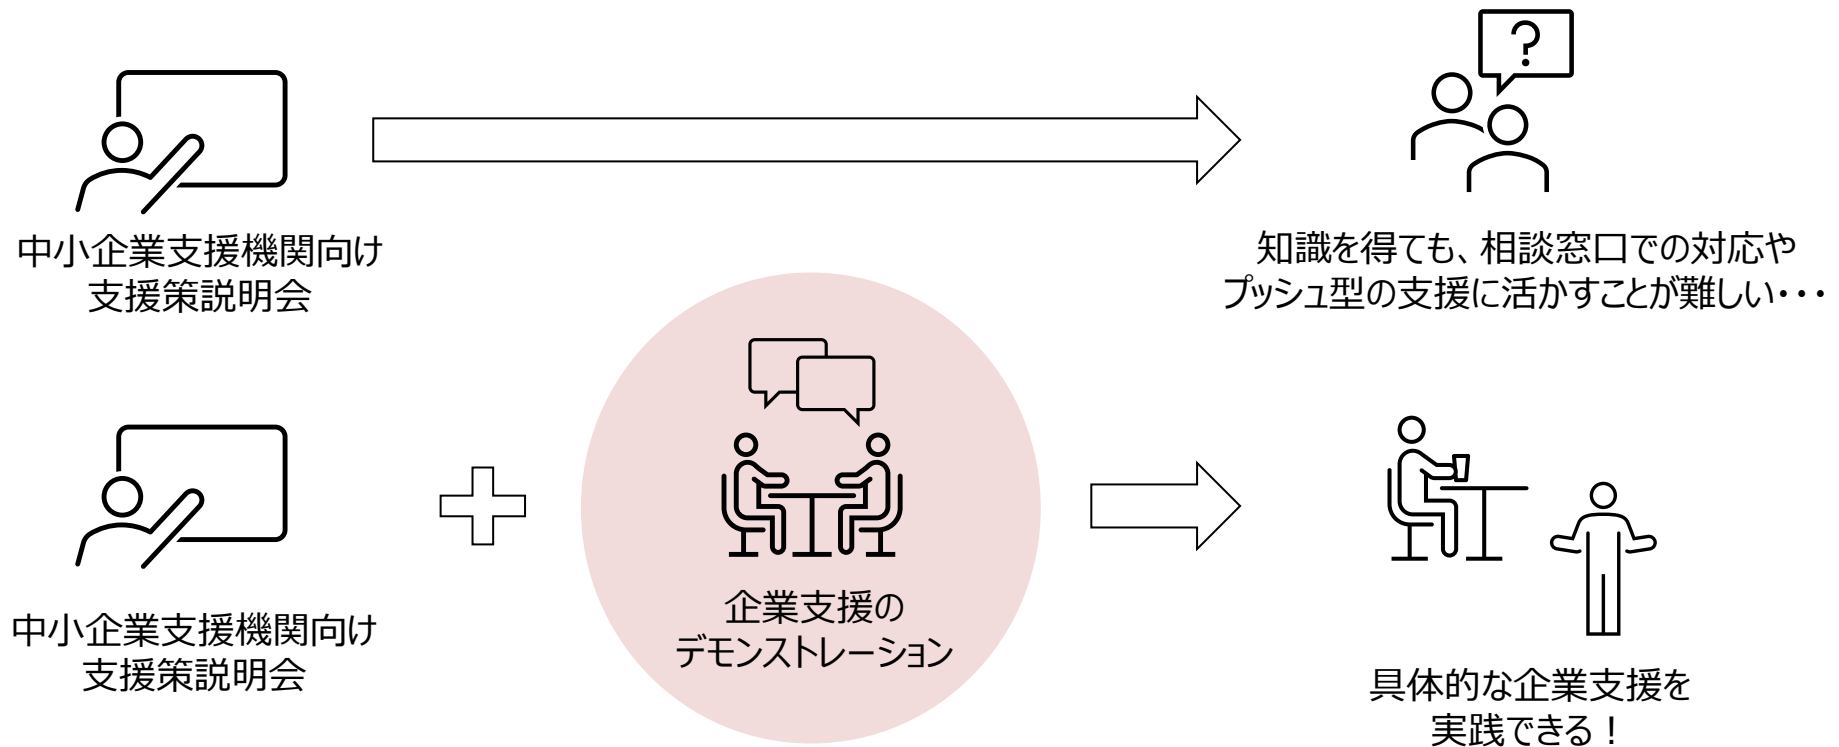 ?
中小企業支援機関向け
支援策説明会
知識を得ても、相談窓口での対応や
プッシュ型の支援に活かすことが難しい・・・
中小企業支援機関向け
支援策説明会
企業支援の
デモンストレーション
具体的な企業支援を
実践できる！